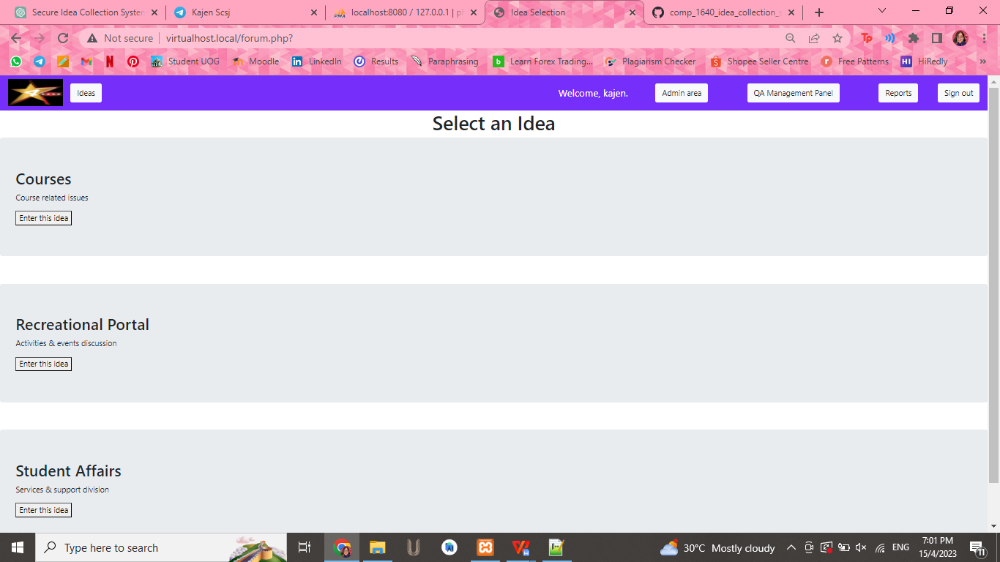 Secure Idea Collection System
Kajen Scsj
localhost:8080 / 127.0.0.1 | p
Idea Selection
comp_1640_idea_collection_s
Not secure
virtualhost.local/forum.php?
Student UOG
Moodle
LinkedIn
Results
Paraphrasing
Learn Forex Trading...
Plagiarism Checker
Shopee Seller Centre
Free Patterns
HiRedly
Ideas
Welcome, kajen.
Admin area
QA Management Panel
Reports
Sign out
Select an Idea
Courses
Course related issues
Enter this idea
Recreational Portal
Activities & events discussion
Enter this idea
Student Affairs
Services & support division
Enter this idea
Type here to search
30°C Mostly cloudy
ENG
7:01 PM
15/4/2023
11